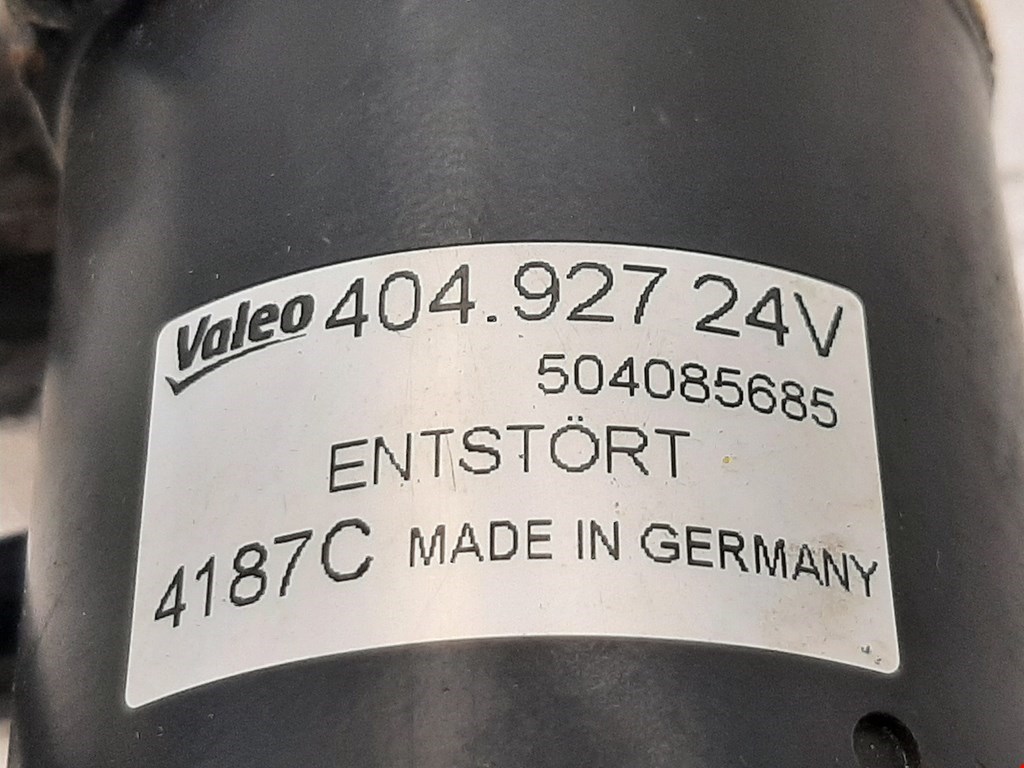 Valeo 404.927 24V
504085685
ENTSTÖRT
4187C MADE IN GERMANY